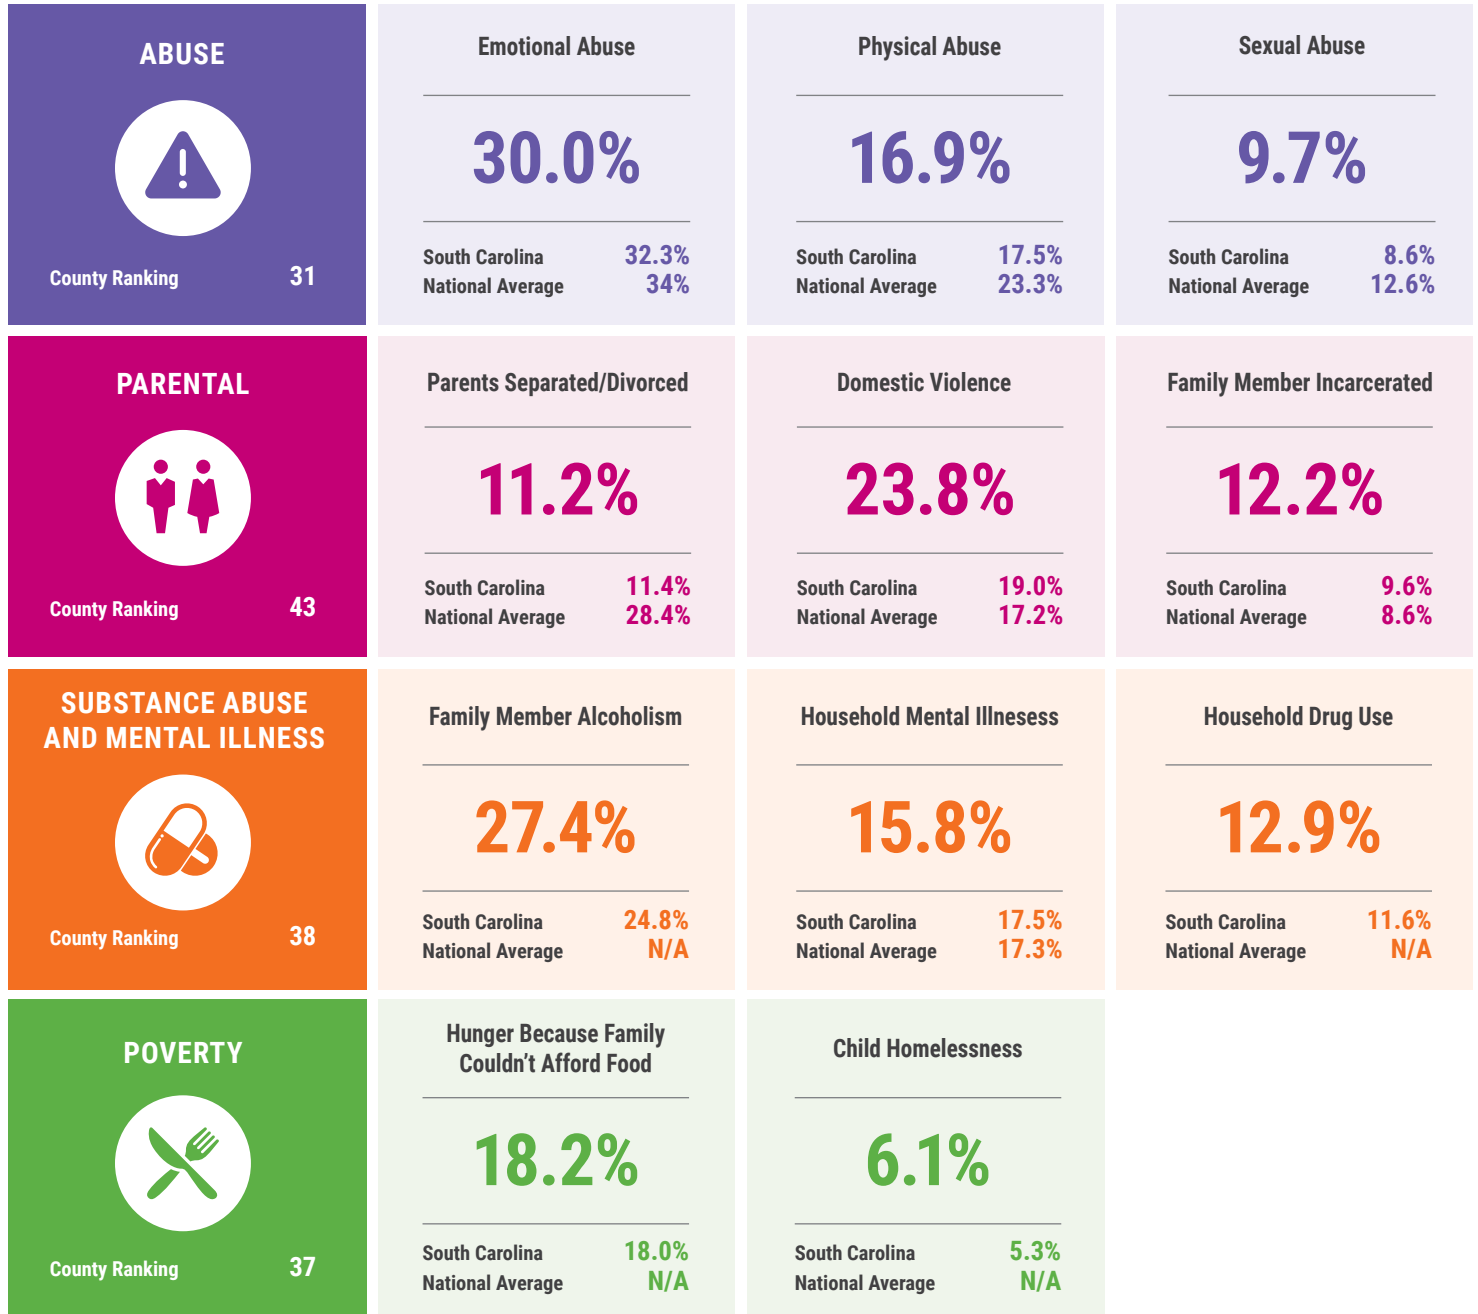 ABUSE
County Ranking 31
Emotional Abuse
30.0%
South Carolina 32.3%
National Average 34%
Physical Abuse
16.9%
South Carolina 17.5%
National Average 23.3%
Sexual Abuse
9.7%
South Carolina 8.6%
National Average 12.6%
PARENTAL
County Ranking 43
Parents Separated/Divorced
11.2%
South Carolina 11.4%
National Average 28.4%
Domestic Violence
23.8%
South Carolina 19.0%
National Average 17.2%
Family Member Incarcerated
12.2%
South Carolina 9.6%
National Average 8.6%
SUBSTANCE ABUSE
AND MENTAL ILLNESS
County Ranking 38
Family Member Alcoholism
27.4%
South Carolina 24.8%
National Average N/A
Household Mental Illnesess
15.8%
South Carolina 17.5%
National Average 17.3%
Household Drug Use
12.9%
South Carolina 11.6%
National Average N/A
POVERTY
County Ranking 37
Hunger Because Family
Couldn't Afford Food
18.2%
South Carolina 18.0%
National Average N/A
Child Homelessness
6.1%
South Carolina 5.3%
National Average N/A